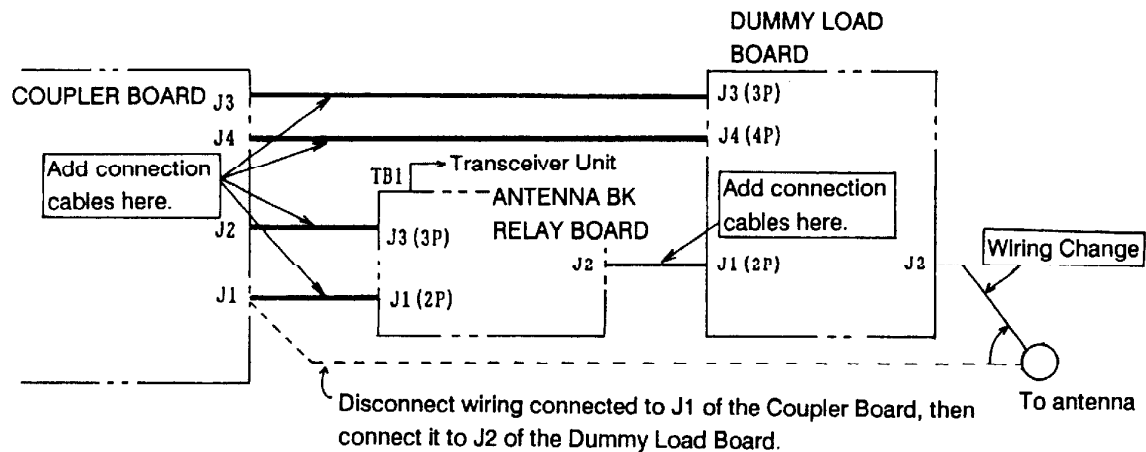 DUMMY LOAD
BOARD
COUPLER BOARD
J3
J3 (3P)
J4
J4 (4P)
Add connection
cables here.
TB1
Transceiver Unit
ANTENNA BK
RELAY BOARD
Add connection
cables here.
J2
J3 (3P)
J2
J1 (2P)
J2
Wiring Change
J1
J1 (2P)
To antenna
Disconnect wiring connected to J1 of the Coupler Board, then
connect it to J2 of the Dummy Load Board.